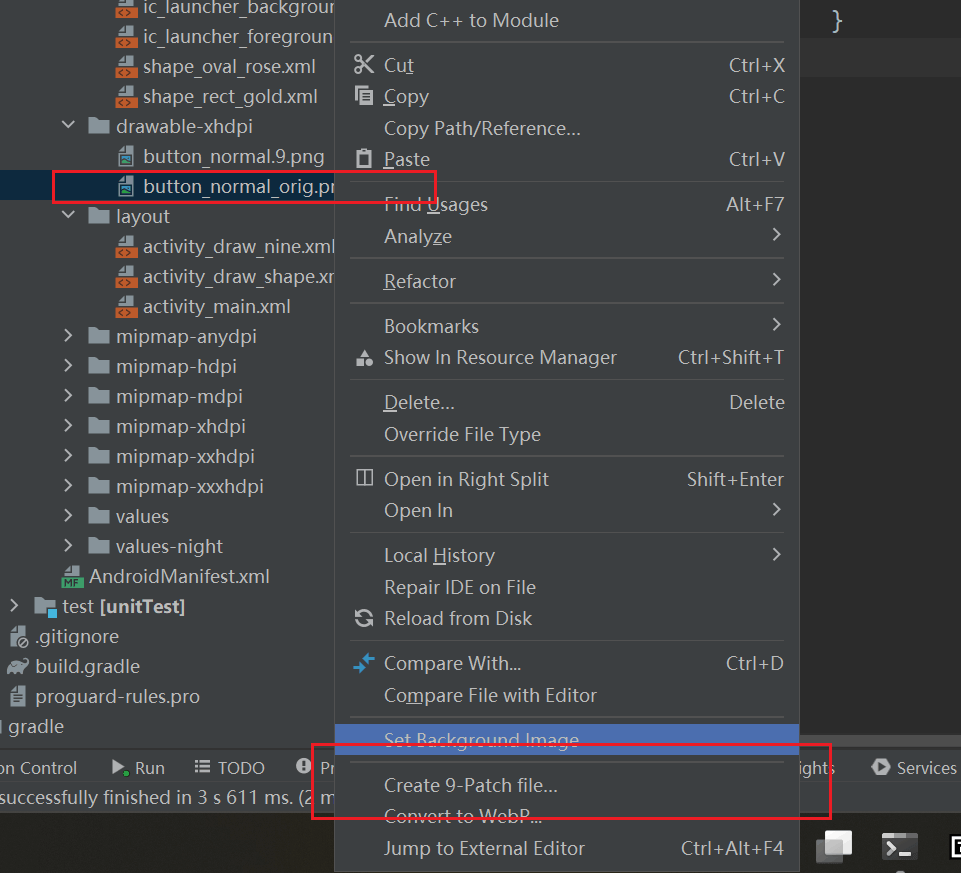 ic_launcher_backgroun
ic_launcher_foregroun
shape_oval_rose.xml
shape_rect_gold.xml
drawable-xhdpi
button_normal.9.png
button_normal_orig.pn
layout
activity_draw_nine.xml
activity_draw_shape.xm
activity_main.xml
mipmap-anydpi
mipmap-hdpi
mipmap-mdpi
mipmap-xhdpi
mipmap-xxhdpi
mipmap-xxxhdpi
values
values-night
MF AndroidManifest.xml
test [unitTest]
.gitignore
build.gradle
proguard-rules.pro
gradle
on Control Run TODO Pr
successfully finished in 3 s 611 ms. (2 m
Add C++ to Module
Cut Ctrl+X
Copy Ctrl+C
Copy Path/Reference...
Paste Ctrl+V
Find Usages Alt+F7
Analyze
Refactor
Bookmarks
Show In Resource Manager Ctrl+Shift+T
Delete... Delete
Override File Type
Open in Right Split Shift+Enter
Open In
Local History
Repair IDE on File
Reload from Disk
Compare With... Ctrl+D
Compare File with Editor
Set Background Image
Create 9-Patch file...
Convert to WebP...
Jump to External Editor Ctrl+Alt+F4
}
ights Services